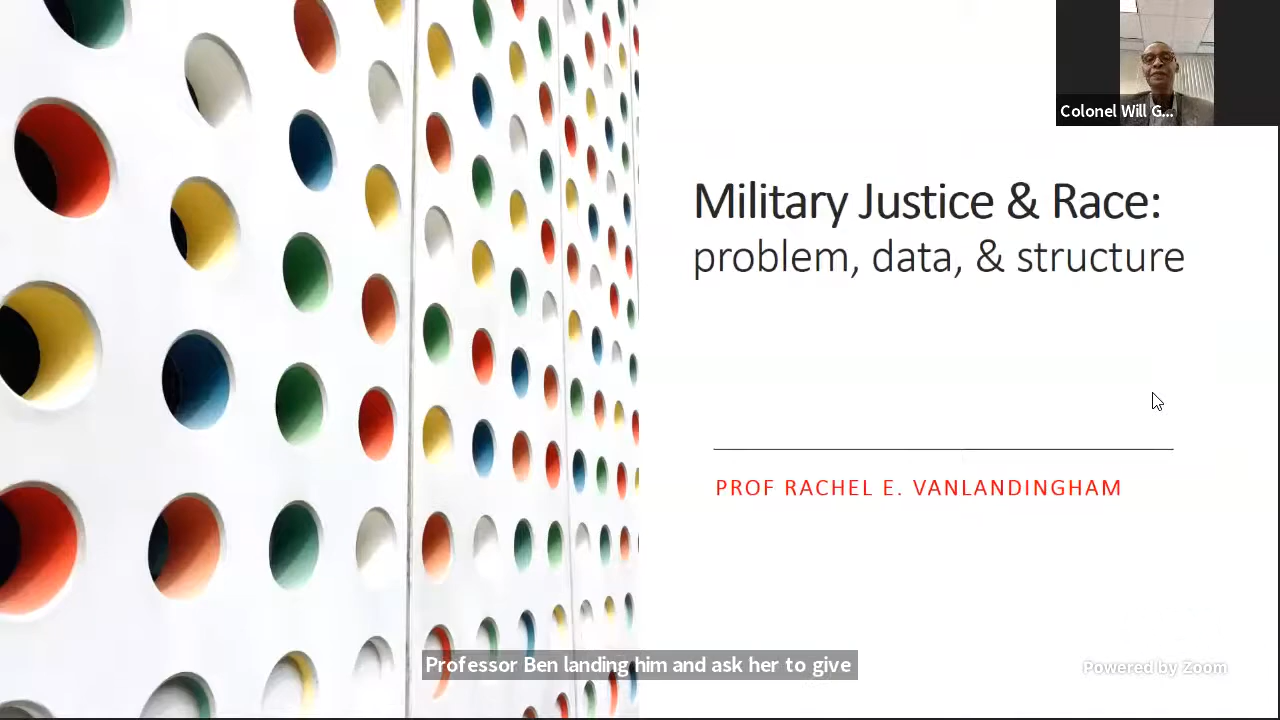 Colonel Will G...
Military Justice & Race:
problem, data, & structure
PROF RACHEL E. VANLANDINGHAM
Professor Ben landing him and ask her to give
Powered by Zoom